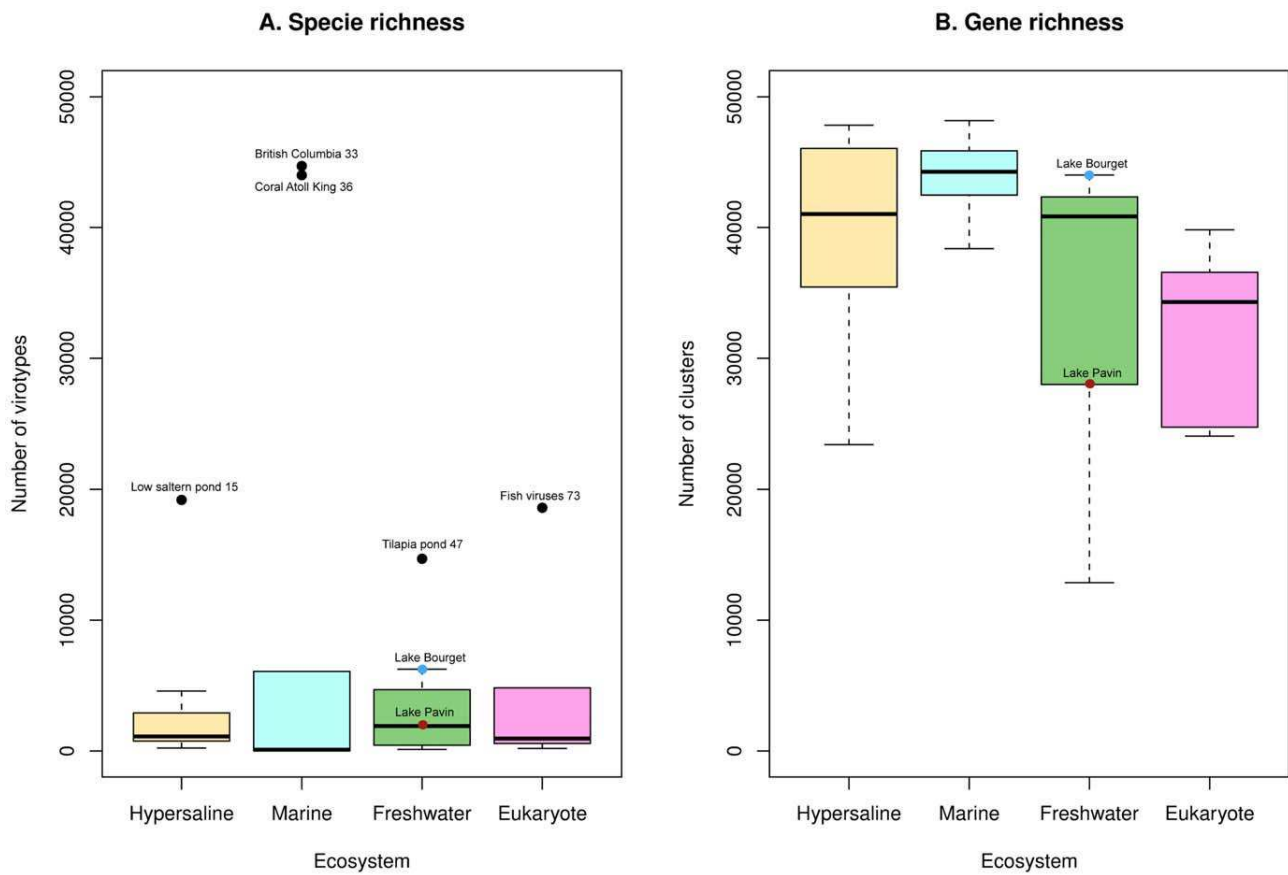 A. Specie richness
Number of virotypes
50000
40000
30000
20000
10000
0
British Columbia 33
Coral Atoll King 36
Low saltern pond 15
Fish viruses 73
Tilapia pond 47
Lake Bourget
Lake Pavin
Hypersaline Marine Freshwater Eukaryote
Ecosystem
B. Gene richness
Number of clusters
50000
40000
30000
20000
10000
0
Lake Bourget
Lake Pavin
Hypersaline Marine Freshwater Eukaryote
Ecosystem